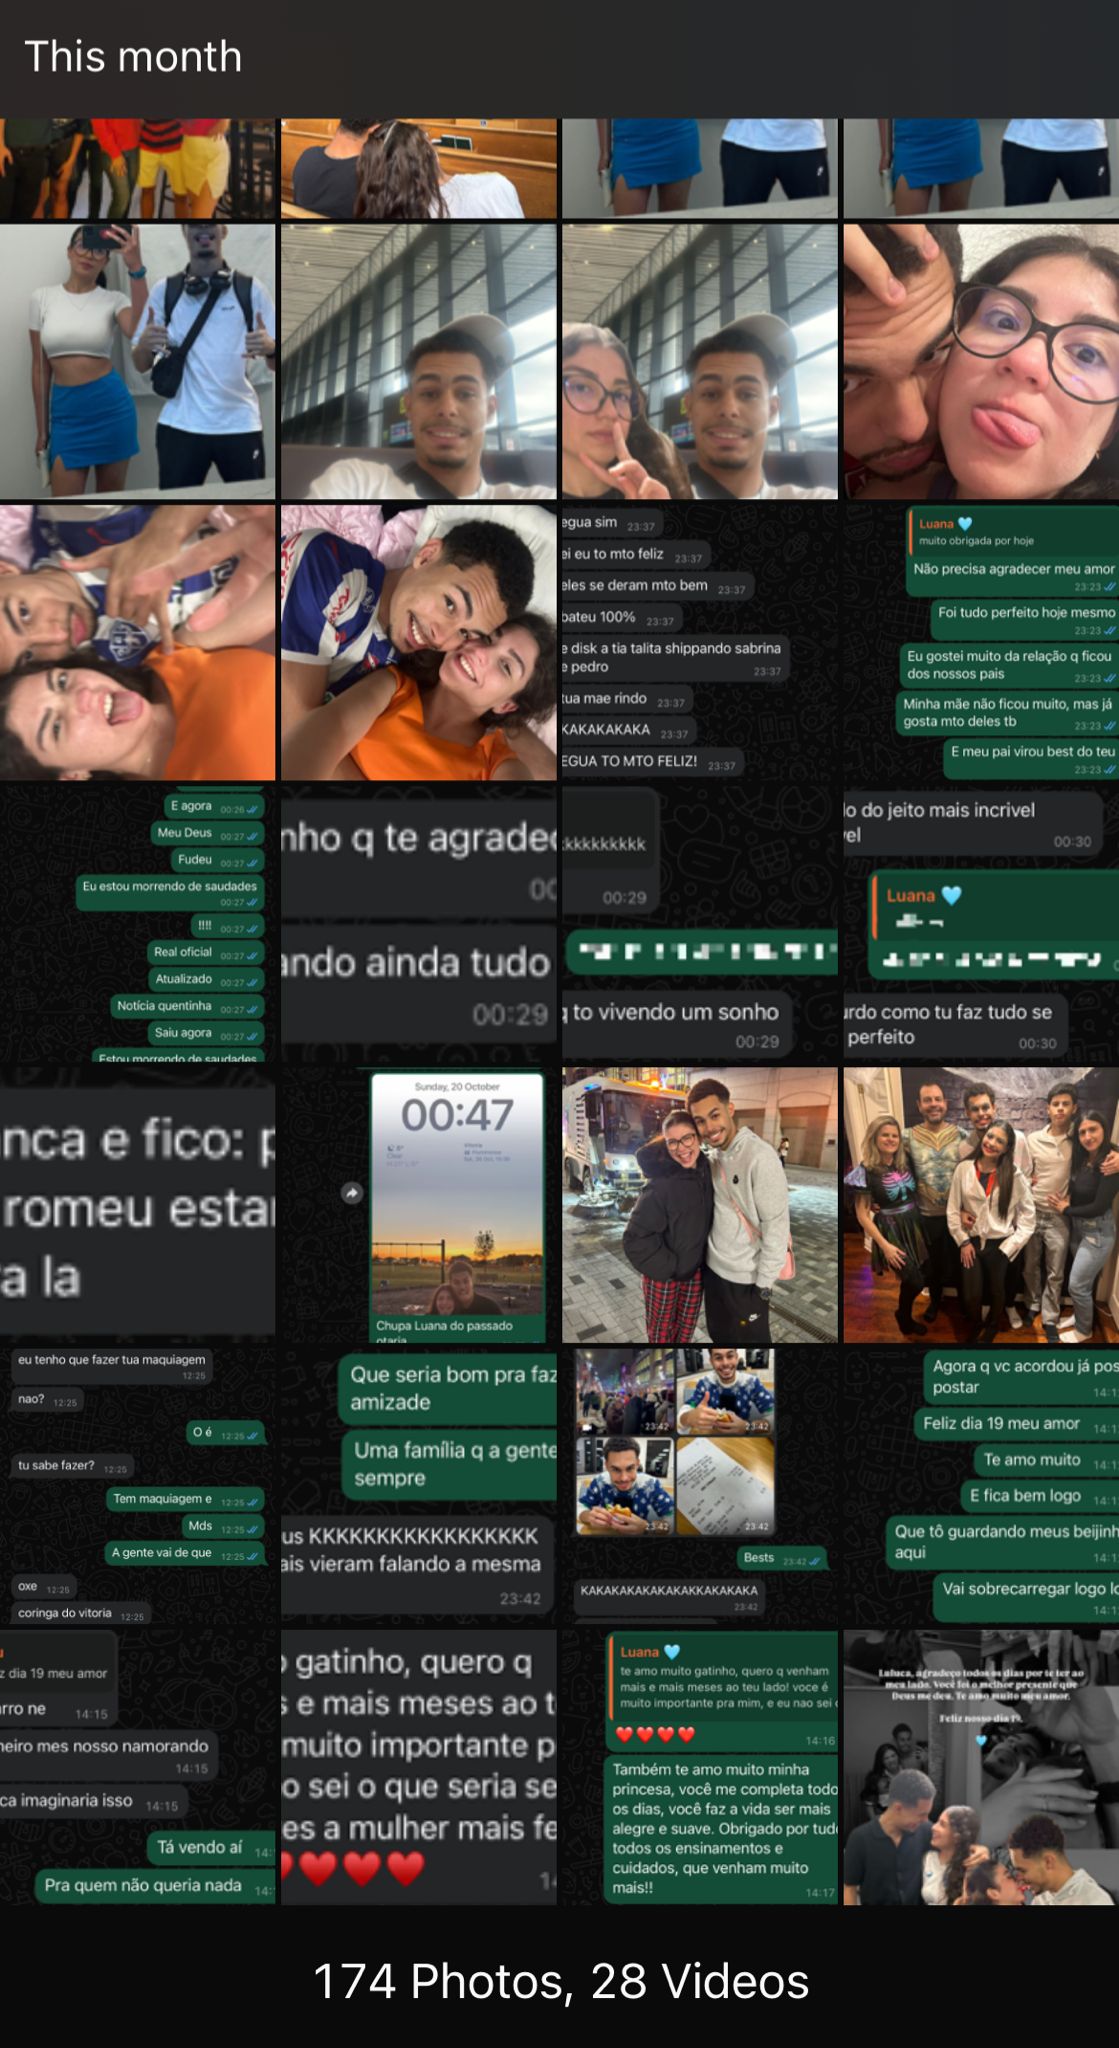 This month
egua sim 23:37
ei eu to mto feliz 23:37
eles se deram mto bem 23:37
bateu 100% 23:37
e disk a tia talita shippando sabrina
e pedro 23:37
tua mae rindo 23:37
KAKAKAKAKA 23:37
EGUA TO MTO FELIZ! 23:37
Luana 🩵
muito obrigada por hoje
Não precisa agradecer meu amor
23:23
Foi tudo perfeito hoje mesmo
23:23
Eu gostei muito da relação q ficou
dos nossos pais 23:23
Minha mãe não ficou muito, mas já
gosta mto deles tb 23:23
E meu pai virou best do teu
23:23
E agora 00:26
Meu Deus 00:27
Fudeu 00:27
Eu estou morrendo de saudades
00:27
!!!! 00:27
Real oficial 00:27
Atualizado 00:27
Notícia quentinha 00:27
Saiu agora 00:27
Estou morrendo de saudades
nho q te agradec
00
ando ainda tudo
00:29
kkkkkkkkkk
00:29
q to vivendo um sonho
00:29
lo do jeito mais incrivel
vel 00:30
Luana 🩵
urdo como tu faz tudo se
perfeito 00:30
anca e fico: p
romeu estar
a la
Sunday, 20 October
00:47
Chupa Luana do passado
otaria
eu tenho que fazer tua maquiagem
12:25
nao? 12:25
O é 12:25
tu sabe fazer? 12:25
Tem maquiagem e 12:25
Mds 12:25
A gente vai de que 12:25
oxe 12:25
coringa do vitoria 12:25
Que seria bom pra faz
amizade
Uma família q a gente
sempre
us KKKKKKKKKKKKKKKKK
ais vieram falando a mesma
23:42
23:42 23:42
23:42 23:42
Bests 23:42
KAKAKAKAKAKAKAKKAKAKAKA
23:42
Agora q vc acordou já pos
postar 14:1
Feliz dia 19 meu amor 14:1
Te amo muito 14:1
E fica bem logo 14:1
Que tô guardando meus beijinh
aqui 14:1
Vai sobrecarregar logo lo
14:1
z dia 19 meu amor
rro ne 14:15
neiro mes nosso namorando
14:15
ca imaginaria isso 14:15
Tá vendo aí 14:
Pra quem não queria nada 14:
o gatinho, quero q
s e mais meses ao t
muito importante p
o sei o que seria se
es a mulher mais fe
❤️❤️❤️❤️ 1
Luana 🩵
te amo muito gatinho, quero q venham
mais e mais meses ao teu lado! voce é
muito importante pra mim, e eu nao sei o
❤️❤️❤️❤️ 14:16
Também te amo muito minha
princesa, você me completa todo
os dias, você faz a vida ser mais
alegre e suave. Obrigado por tudo
todos os ensinamentos e
cuidados, que venham muito
mais!! 14:17
Luluca, agradeço todos os dias por te ter ao
meu lado. Você foi o melhor presente que
Deus me deu. Te amo muito meu amor.
Feliz nosso dia 19.
🩵
174 Photos, 28 Videos